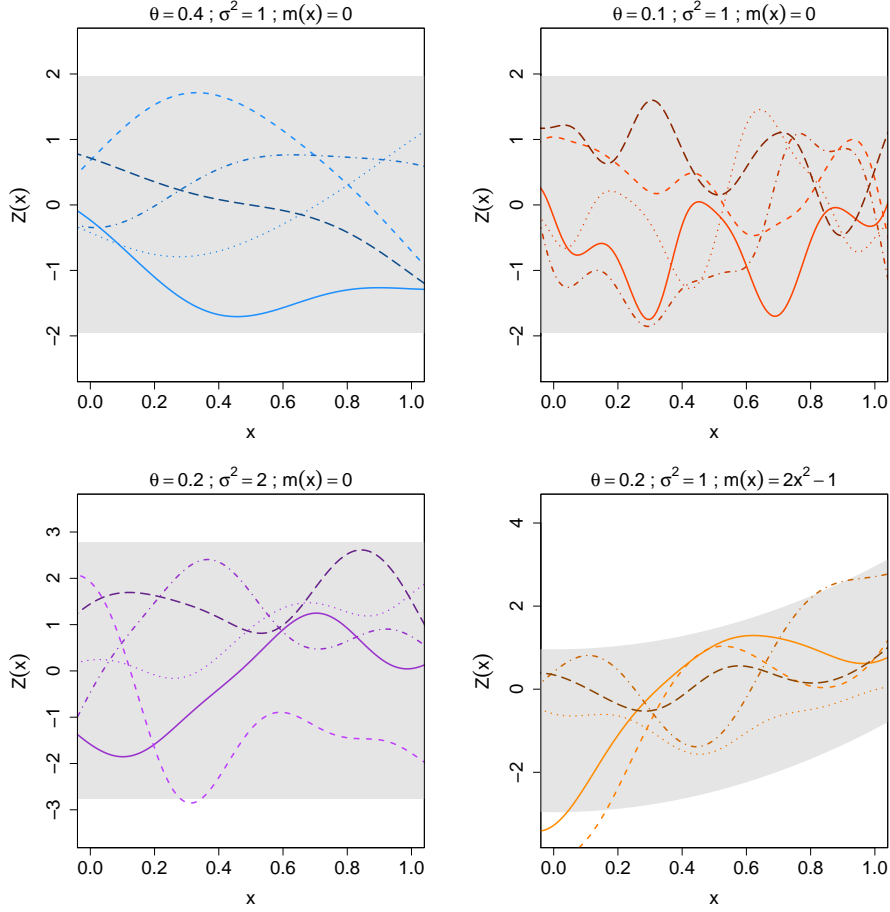 θ = 0.4 ; σ² = 1 ; m(x) = 0
Z(x)
2
1
0
−1
−2
0.0 0.2 0.4 0.6 0.8 1.0
x
θ = 0.1 ; σ² = 1 ; m(x) = 0
Z(x)
2
1
0
−1
−2
0.0 0.2 0.4 0.6 0.8 1.0
x
θ = 0.2 ; σ² = 2 ; m(x) = 0
Z(x)
3
2
1
0
−1
−2
−3
0.0 0.2 0.4 0.6 0.8 1.0
x
θ = 0.2 ; σ² = 1 ; m(x) = 2x² − 1
Z(x)
4
2
0
−2
0.0 0.2 0.4 0.6 0.8 1.0
x